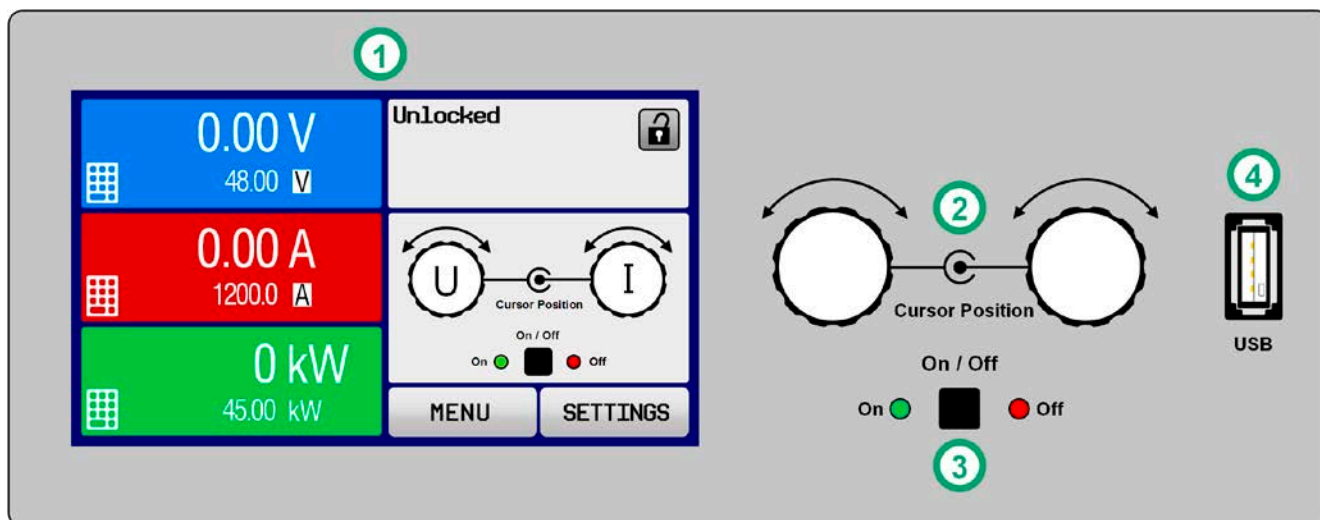 1
0.00 V
48.00 V
0.00 A
1200.0 A
0 kW
45.00 kW
Unlocked
U
I
Cursor Position
On / Off
On
Off
MENU
SETTINGS
2
Cursor Position
On / Off
On
Off
3
4
USB